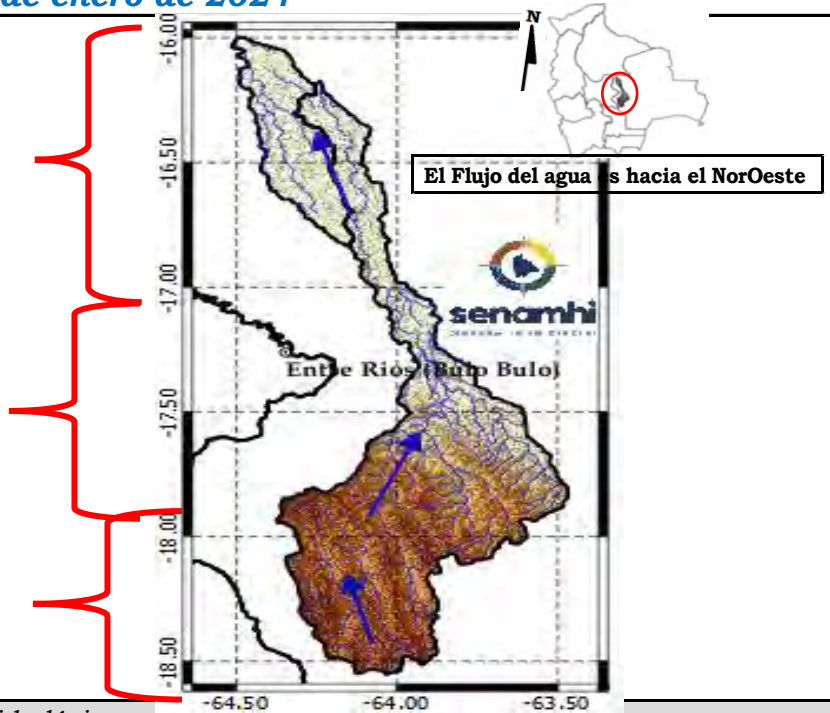 de enero de 2024
N
El Flujo del agua es hacia el NorOeste
senamhi
Entre Rios (Bulo Bulo)
-16.00
-16.50
-17.00
-17.50
-18.00
-18.50
-64.50
-64.00
-63.50